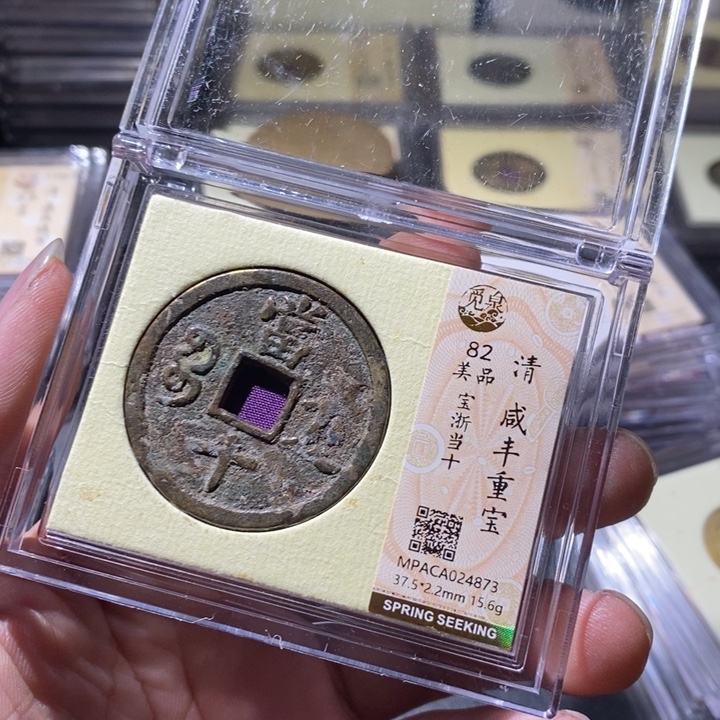 當
十
觅泉
清 咸丰重宝
82
美品 宝浙当十
MPACA024873
37.5*2.2mm 15.6g
SPRING SEEKING